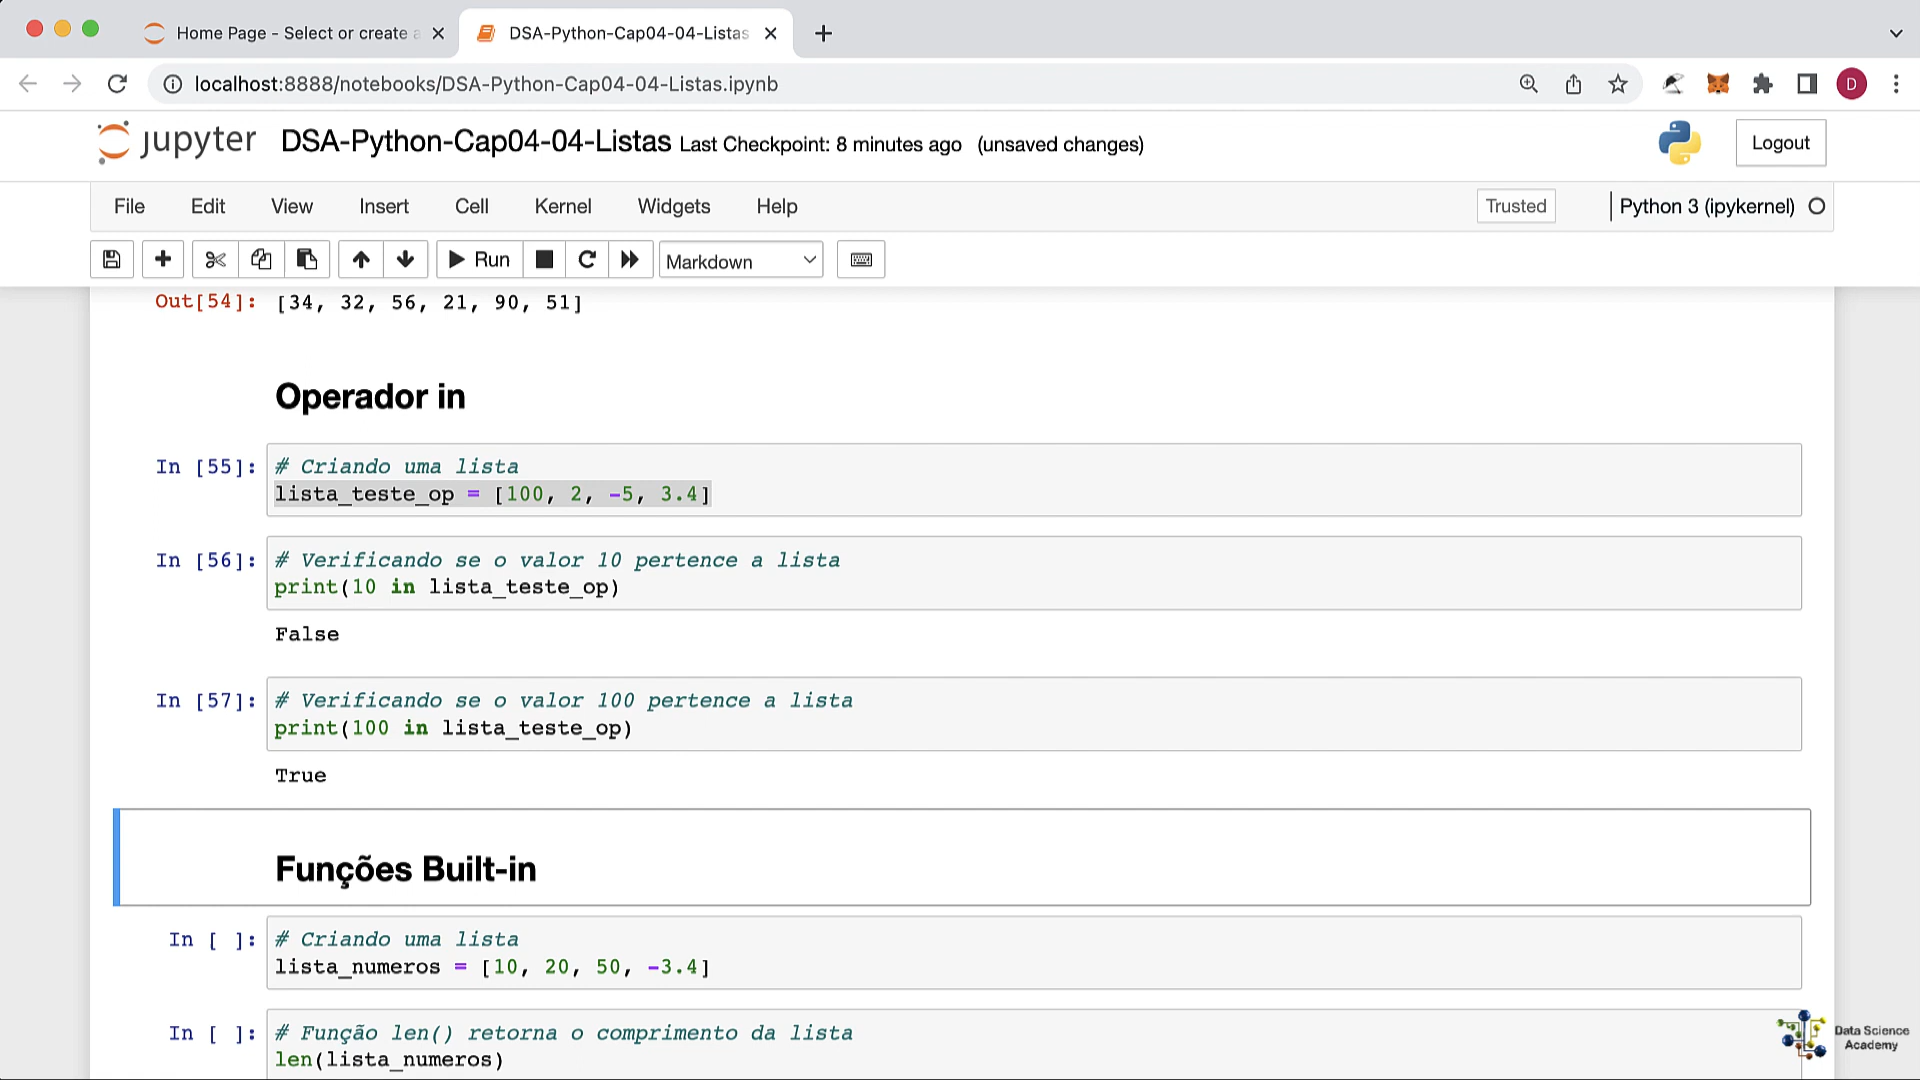 Home Page - Select or create a
DSA-Python-Cap04-04-Listas
localhost:8888/notebooks/DSA-Python-Cap04-04-Listas.ipynb
D
jupyter DSA-Python-Cap04-04-Listas Last Checkpoint: 8 minutes ago (unsaved changes)
Logout
File Edit View Insert Cell Kernel Widgets Help
Trusted
Python 3 (ipykernel)
Run
Markdown
Out[54]: [34, 32, 56, 21, 90, 51]
Operador in
In [55]: # Criando uma lista
lista_teste_op = [100, 2, -5, 3.4]
In [56]: # Verificando se o valor 10 pertence a lista
print(10 in lista_teste_op)
False
In [57]: # Verificando se o valor 100 pertence a lista
print(100 in lista_teste_op)
True
Funções Built-in
In [ ]: # Criando uma lista
lista_numeros = [10, 20, 50, -3.4]
In [ ]: # Função len() retorna o comprimento da lista
len(lista_numeros)
Data Science
Academy